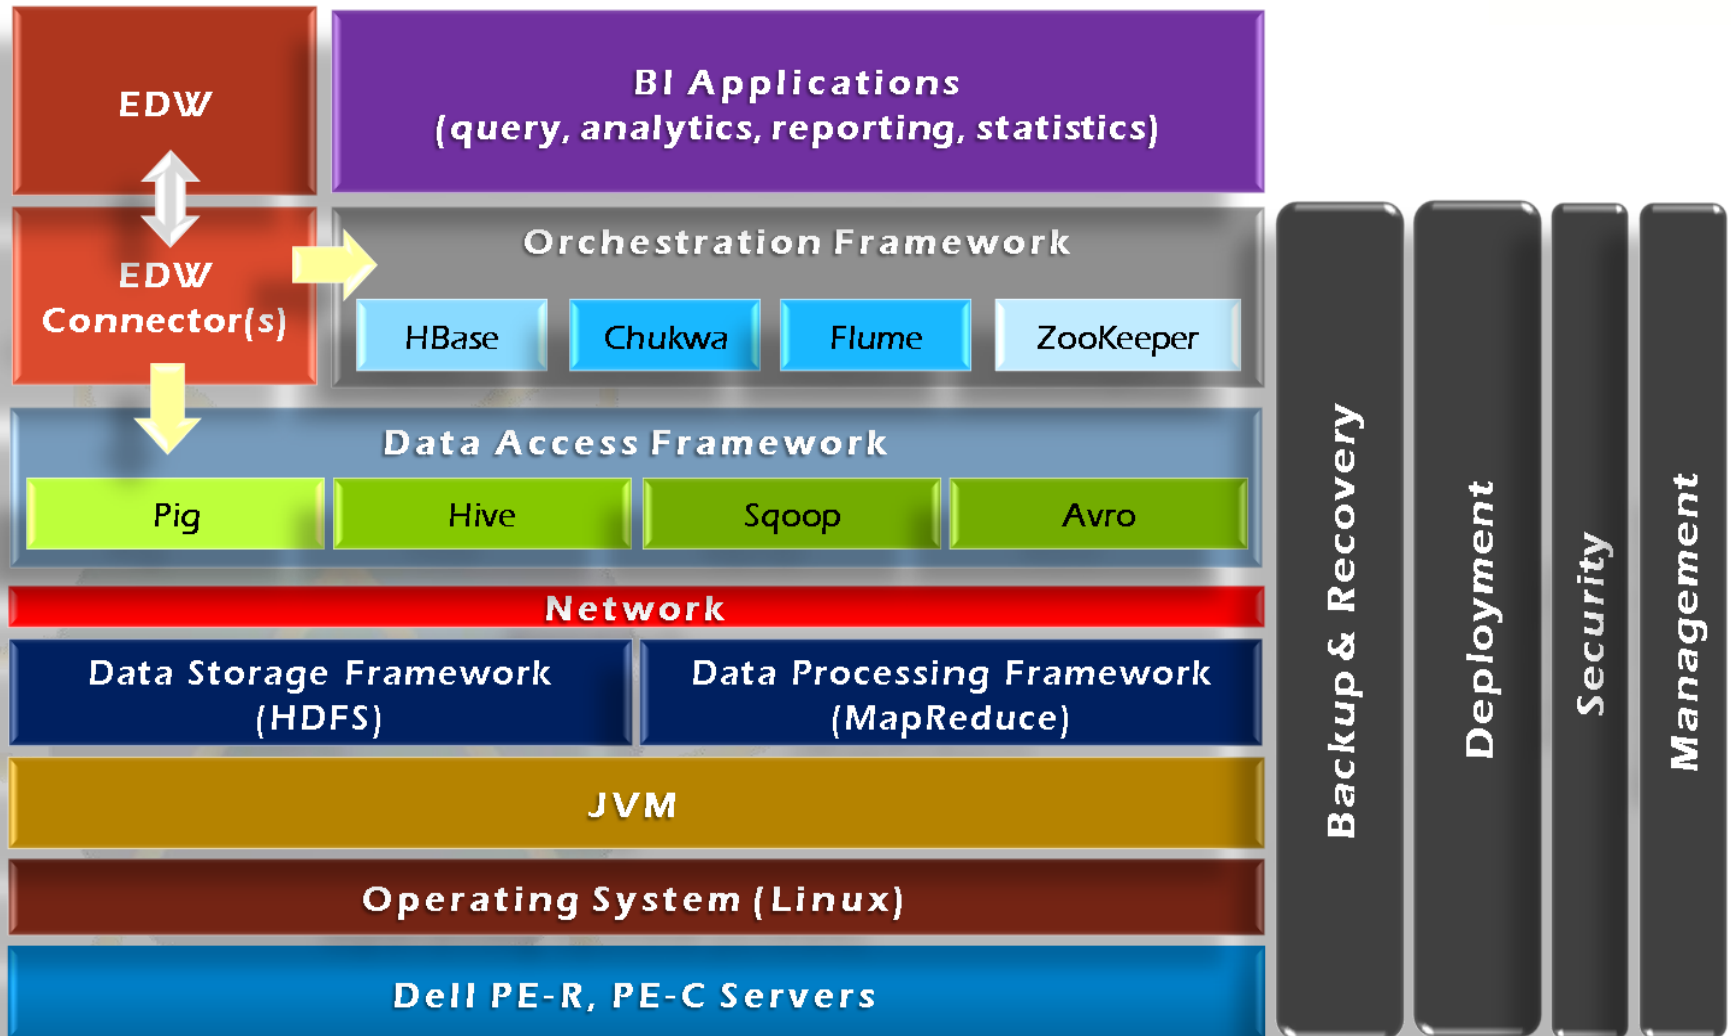 EDW
BI Applications
(query, analytics, reporting, statistics)
EDW
Connector(s)
Orchestration Framework
HBase
Chukwa
Flume
ZooKeeper
Data Access Framework
Pig
Hive
Sqoop
Avro
Network
Data Storage Framework
(HDFS)
Data Processing Framework
(MapReduce)
JVM
Operating System (Linux)
Dell PE-R, PE-C Servers
Backup & Recovery
Deployment
Security
Management